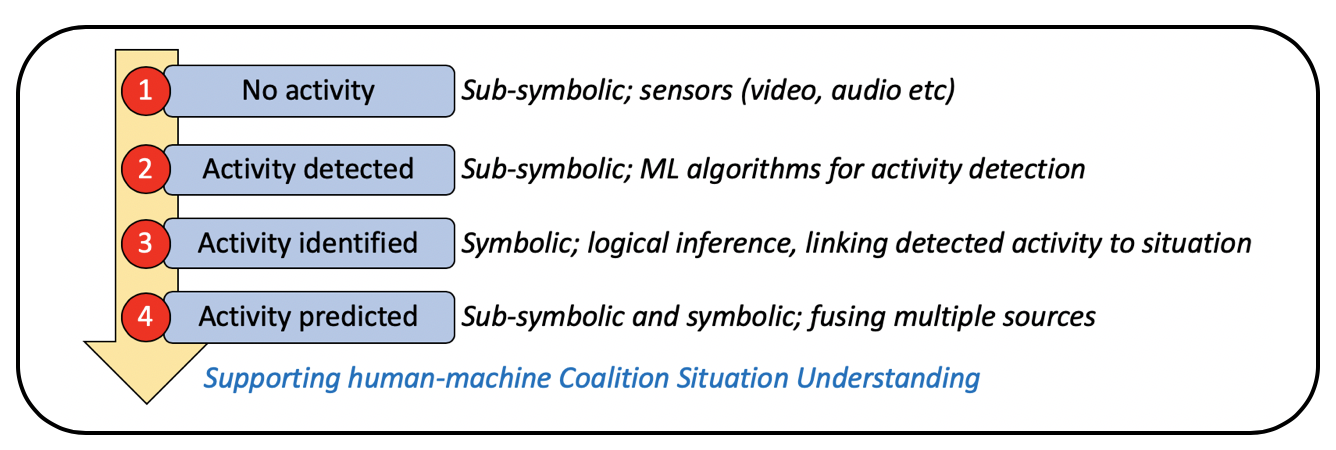 1 No activity Sub-symbolic; sensors (video, audio etc)
2 Activity detected Sub-symbolic; ML algorithms for activity detection
3 Activity identified Symbolic; logical inference, linking detected activity to situation
4 Activity predicted Sub-symbolic and symbolic; fusing multiple sources
Supporting human-machine Coalition Situation Understanding